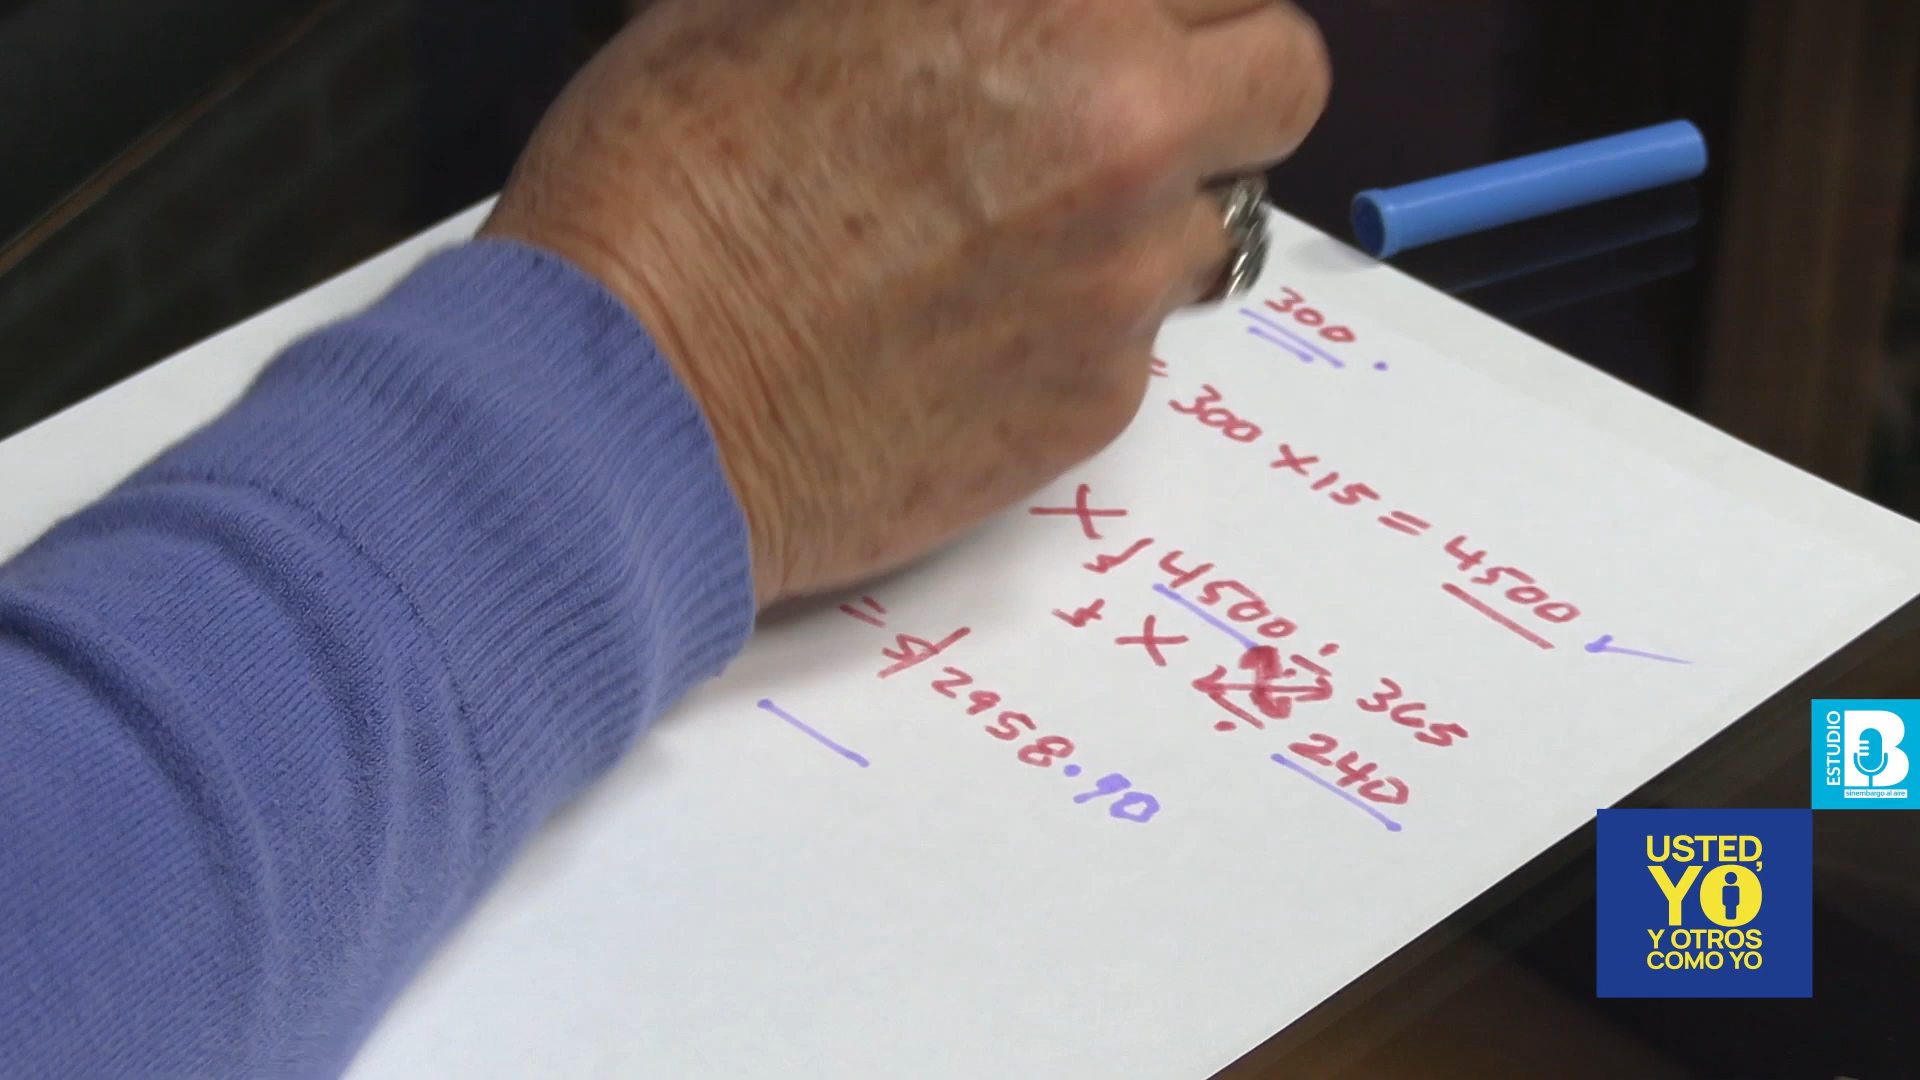 300
= 300 x 15 = 4500
x $ 4500 ÷ 365
x 240
= $ 2958.90
ESTUDIO
B
sinembargo al aire
USTED,
YO
Y OTROS
COMO YO